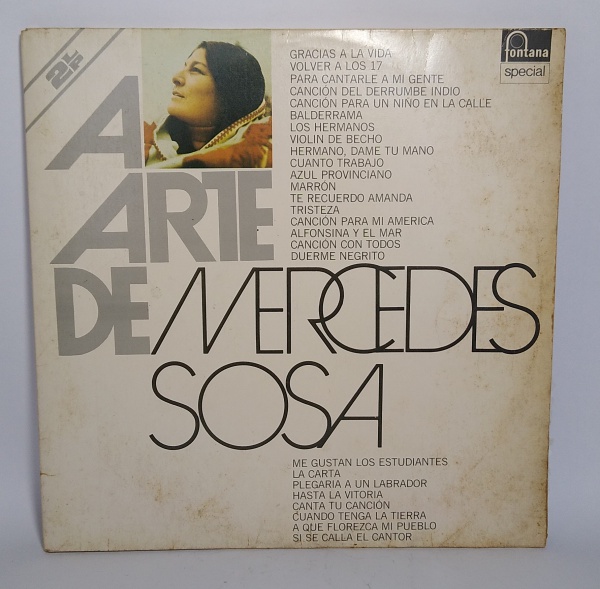 2LP
fontana
special
A
ARTE
DE MERCEDES
SOSA
GRACIAS A LA VIDA
VOLVER A LOS 17
PARA CANTARLE A MI GENTE
CANCIÓN DEL DERRUMBE INDIO
CANCIÓN PARA UN NIÑO EN LA CALLE
BALDERRAMA
LOS HERMANOS
VIOLIN DE BECHO
HERMANO, DAME TU MANO
CUANTO TRABAJO
AZUL PROVINCIANO
MARRÓN
TE RECUERDO AMANDA
TRISTEZA
CANCIÓN PARA MI AMERICA
ALFONSINA Y EL MAR
CANCIÓN CON TODOS
DUERME NEGRITO
ME GUSTAN LOS ESTUDIANTES
LA CARTA
PLEGARIA A UN LABRADOR
HASTA LA VITORIA
CANTA TU CANCIÓN
CUANDO TENGA LA TIERRA
A QUE FLOREZCA MI PUEBLO
SI SE CALLA EL CANTOR